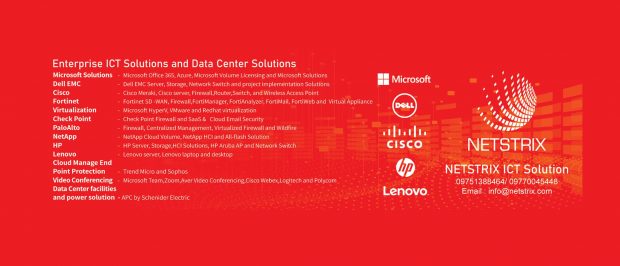 Enterprise ICT Solutions and Data Center Solutions
Microsoft Solutions - Microsoft Office 365, Azure, Microsoft Volume Licensing and Microsoft Solutions
Dell EMC - Dell EMC Server, Storage, Network Switch and project implementation Solutions
Cisco - Cisco Meraki, Cisco server, Firewall,Router,Switch, and Wireless Access Point
Fortinet - Fortinet SD -WAN, Firewall,FortiManager, FortiAnalyzer, FortiMail, FortiWeb and Virtual Appliance
Virtualization - Microsoft HyperV, VMware and Redhat virtualization
Check Point - Check Point Firewall and SaaS & Cloud Email Security
PaloAlto - Firewall, Centralized Management, Virtualized Firewall and Wildfire
NetApp - NetApp Cloud Volume, NetApp HCI and All-flash Solution
HP - HP Server, Storage,HCI Solutions, HP Aruba AP and Network Switch
Lenovo - Lenovo server, Lenovo laptop and desktop
Cloud Manage End
Point Protection - Trend Micro and Sophos
Video Conferencing - Microsoft Team,Zoom,Aver Video Conferencing,Cisco Webex,Logitech and Polycom
Data Center facilities
and power solution - APC by Schenider Electric
Microsoft
DELL
CISCO
hp
Lenovo
NETSTRIX
NETSTRIX ICT Solution
09751388464/ 09770045448
Email : info@netstrix.com